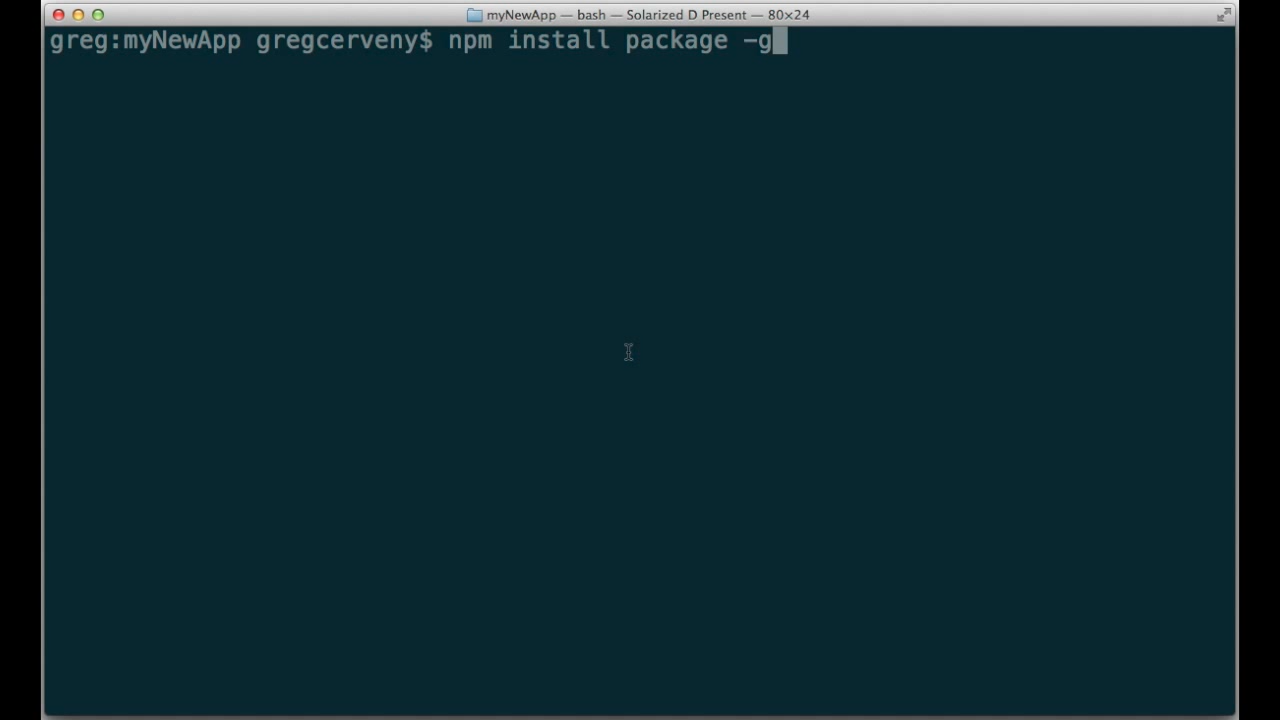 myNewApp — bash — Solarized D Present — 80×24
greg:myNewApp gregcerveny$ npm install package -g